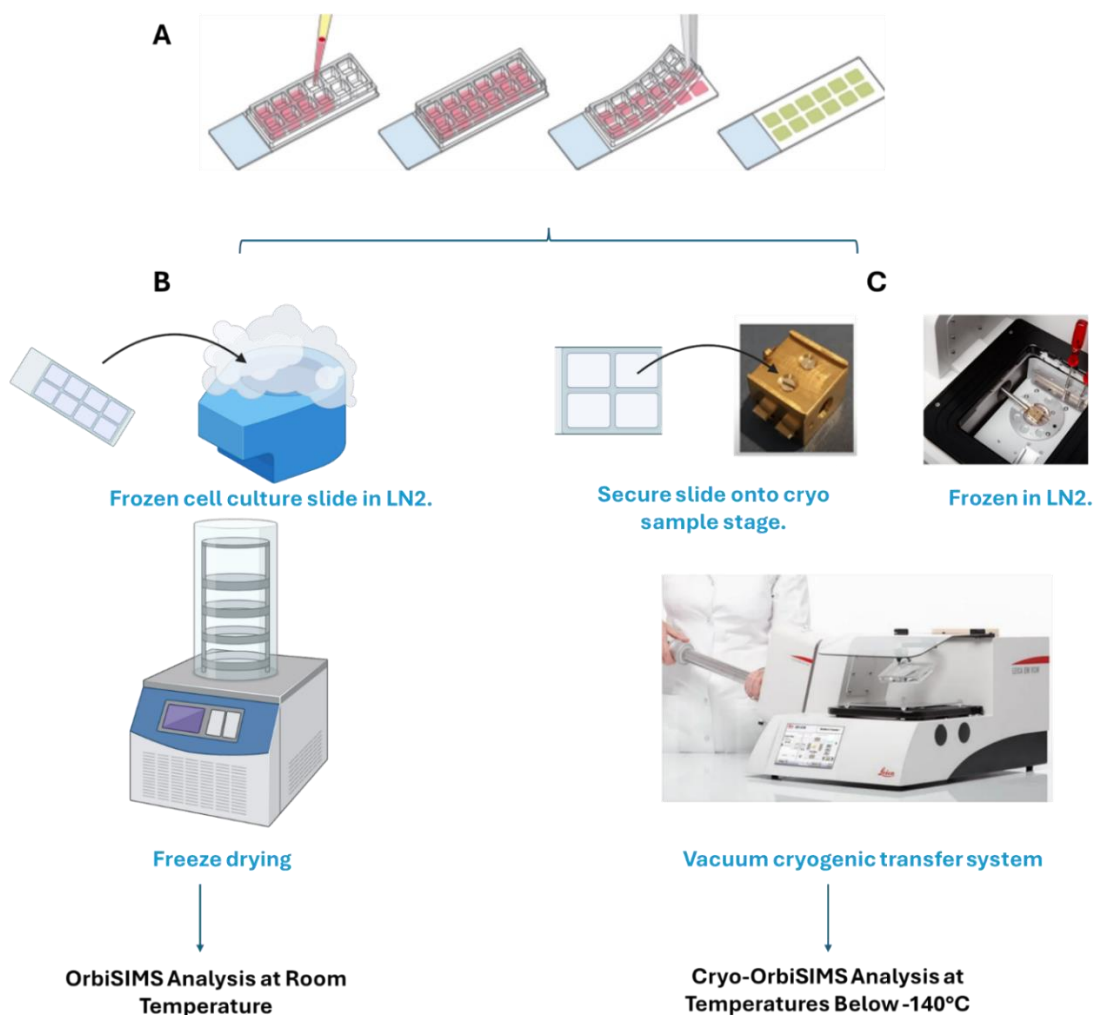 A
B
C
Frozen cell culture slide in LN2.
Secure slide onto cryo
sample stage.
Frozen in LN2.
Leica
Freeze drying
Vacuum cryogenic transfer system
OrbiSIMS Analysis at Room
Temperature
Cryo-OrbiSIMS Analysis at
Temperatures Below -140°C